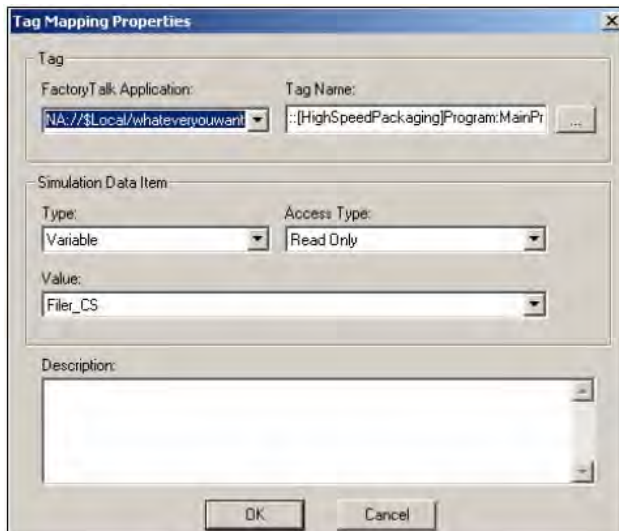 Tag Mapping Properties
Tag
FactoryTalk Application:
Tag Name:
NA://$Local/whateveryouwant
::[HighSpeedPackaging]Program:MainPr
...
Simulation Data Item
Type:
Access Type:
Variable
Read Only
Value:
Filer_CS
Description:
OK
Cancel